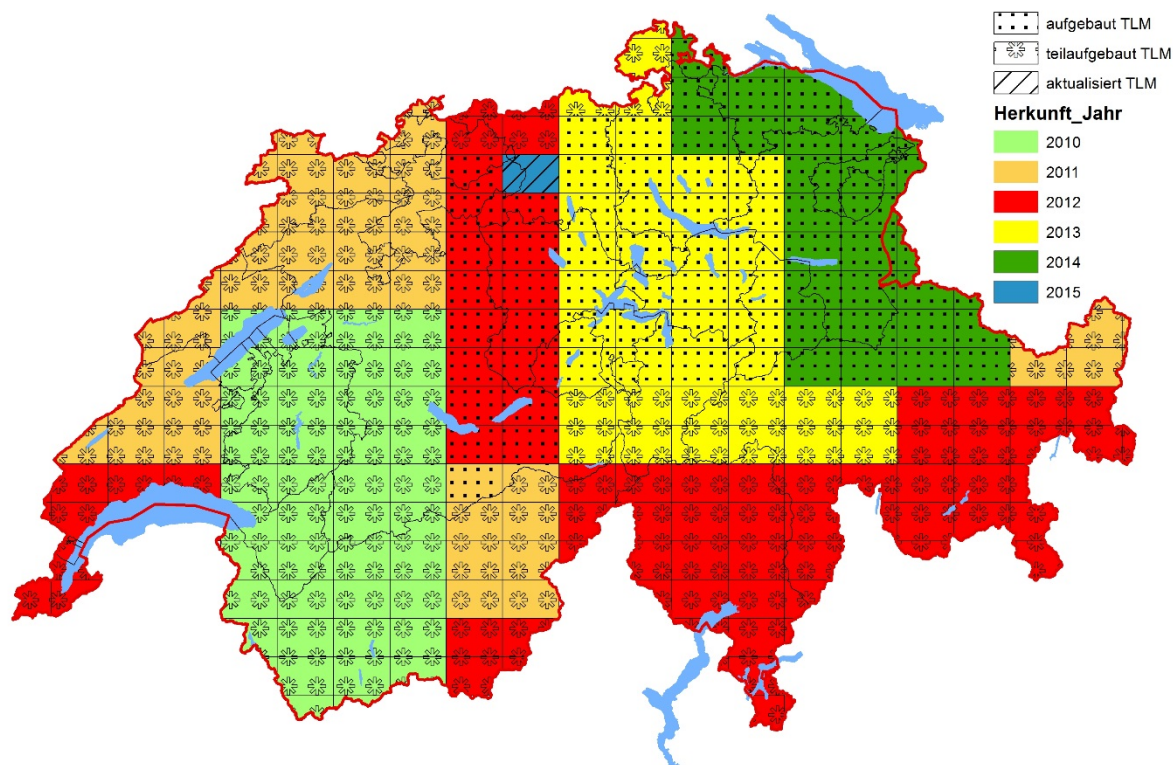 aufgebaut TLM
teilaufgebaut TLM
aktualisiert TLM
Herkunft_Jahr
2010
2011
2012
2013
2014
2015